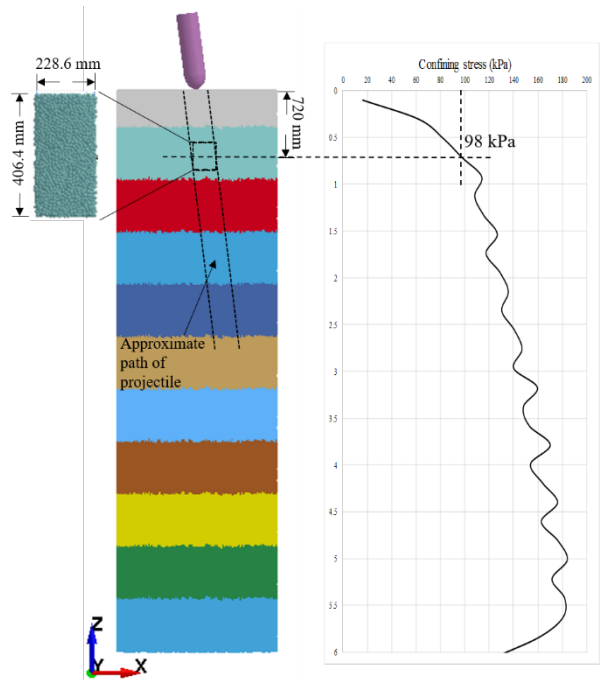 228.6 mm
406.4 mm
720 mm
Approximate
path of
projectile
Z
Y
X
Confining stress (kPa)
0 20 40 60 80 100 120 140 160 180 200
98 kPa
0
0.5
1
1.5
2
2.5
3
3.5
4
4.5
5
5.5
6